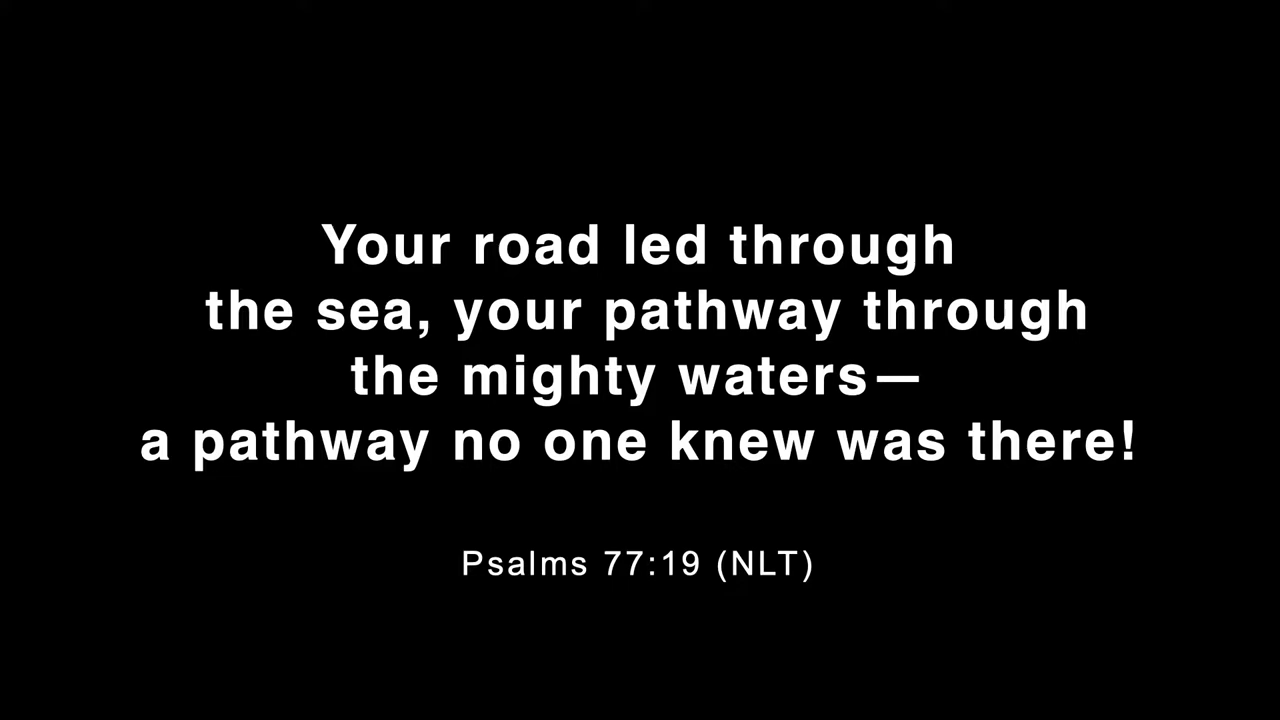 Your road led through
the sea, your pathway through
the mighty waters—
a pathway no one knew was there!
Psalms 77:19 (NLT)